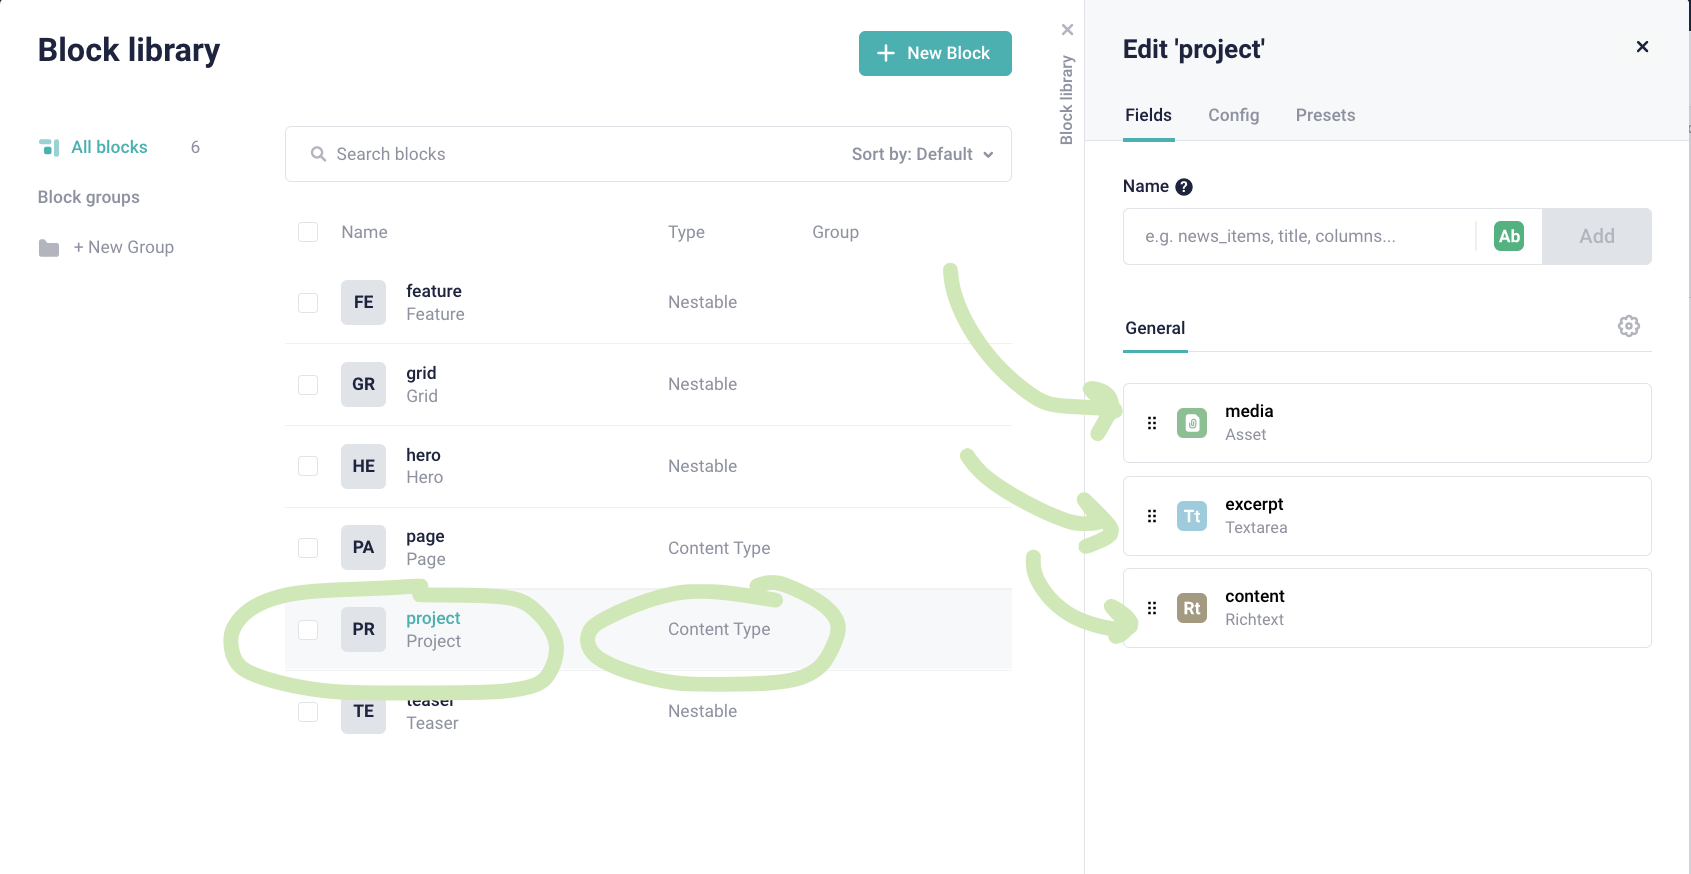 Block library
New Block
All blocks 6
Block groups
+ New Group
Search blocks
Sort by: Default
Name Type Group
FE
feature
Feature
Nestable
GR
grid
Grid
Nestable
HE
hero
Hero
Nestable
PA
page
Page
Content Type
PR
project
Project
Content Type
TE
teaser
Teaser
Nestable
Block library
Edit 'project'
Fields Config Presets
Name ?
e.g. news_items, title, columns...
Ab
Add
General
media
Asset
Tt
excerpt
Textarea
Rt
content
Richtext